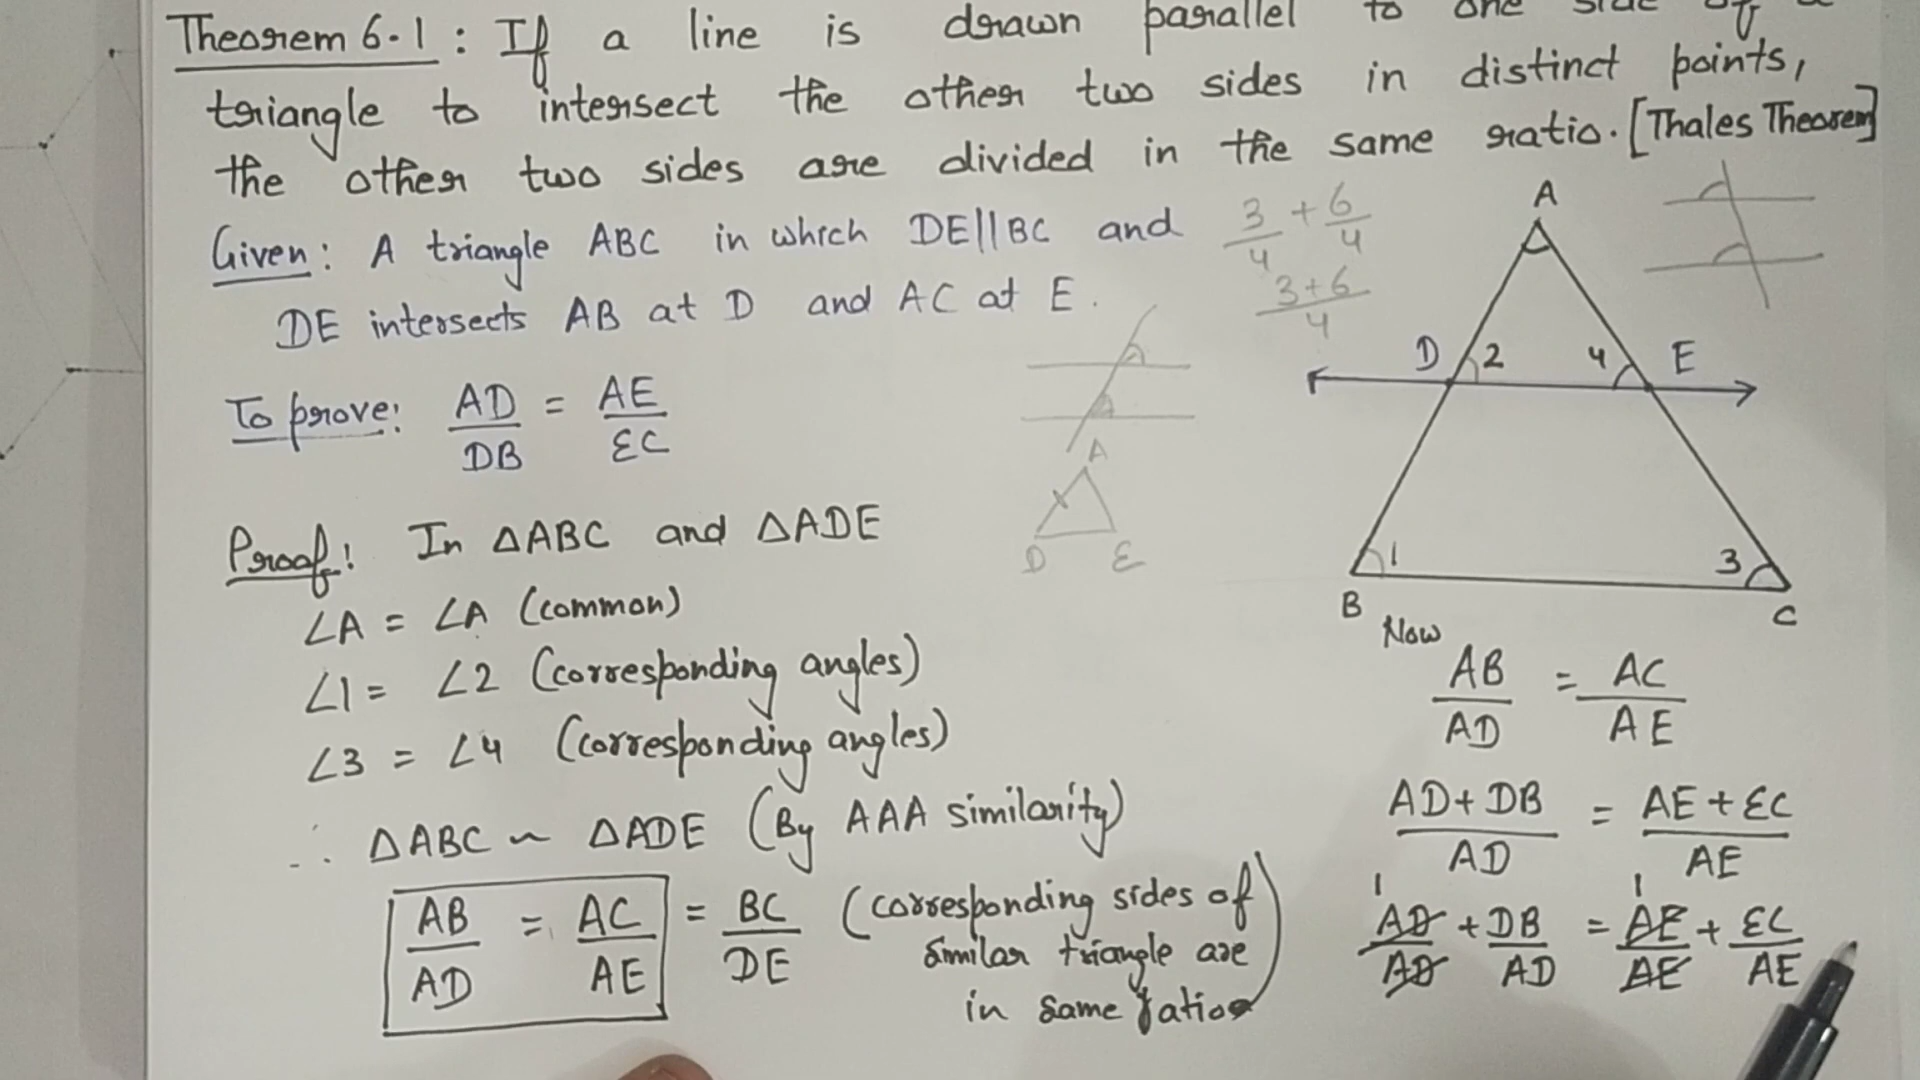 Theorem 6.1 : If a line is drawn parallel to one side of a
triangle to intersect the other two sides in distinct points,
the other two sides are divided in the same ratio. [Thales Theorem]
Given: A triangle ABC in which DE||BC and
DE intersects AB at D and AC at E.
3/4 + 6/4
3+6/4
To prove: AD/DB = AE/EC
Proof: In △ABC and △ADE
∠A = ∠A (common)
∠1 = ∠2 (corresponding angles)
∠3 = ∠4 (corresponding angles)
∴ △ABC ~ △ADE (By AAA similarity)
AB/AD = AC/AE = BC/DE (corresponding sides of
similar triangle are
in same ratio)
A
D E
A
D 2 4 E
1 3
B C
Now
AB/AD = AC/AE
AD+DB/AD = AE+EC/AE
1 1
AD/AD + DB/AD = AE/AE + EC/AE